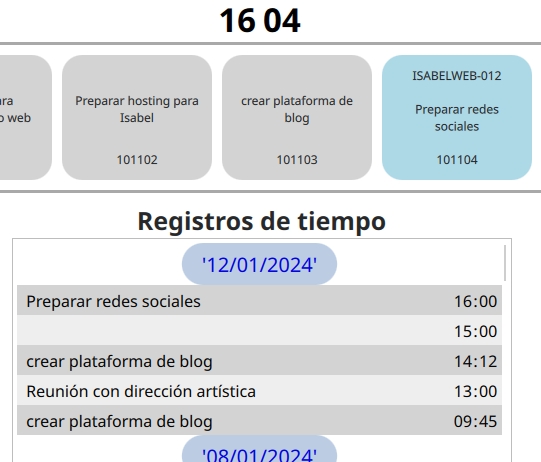 16 04
ara
o web
Preparar hosting para
Isabel
101102
crear plataforma de
blog
101103
ISABELWEB-012
Preparar redes
sociales
101104
Registros de tiempo
'12/01/2024'
Preparar redes sociales 16:00
15:00
crear plataforma de blog 14:12
Reunión con dirección artística 13:00
crear plataforma de blog 09:45
'08/01/2024'